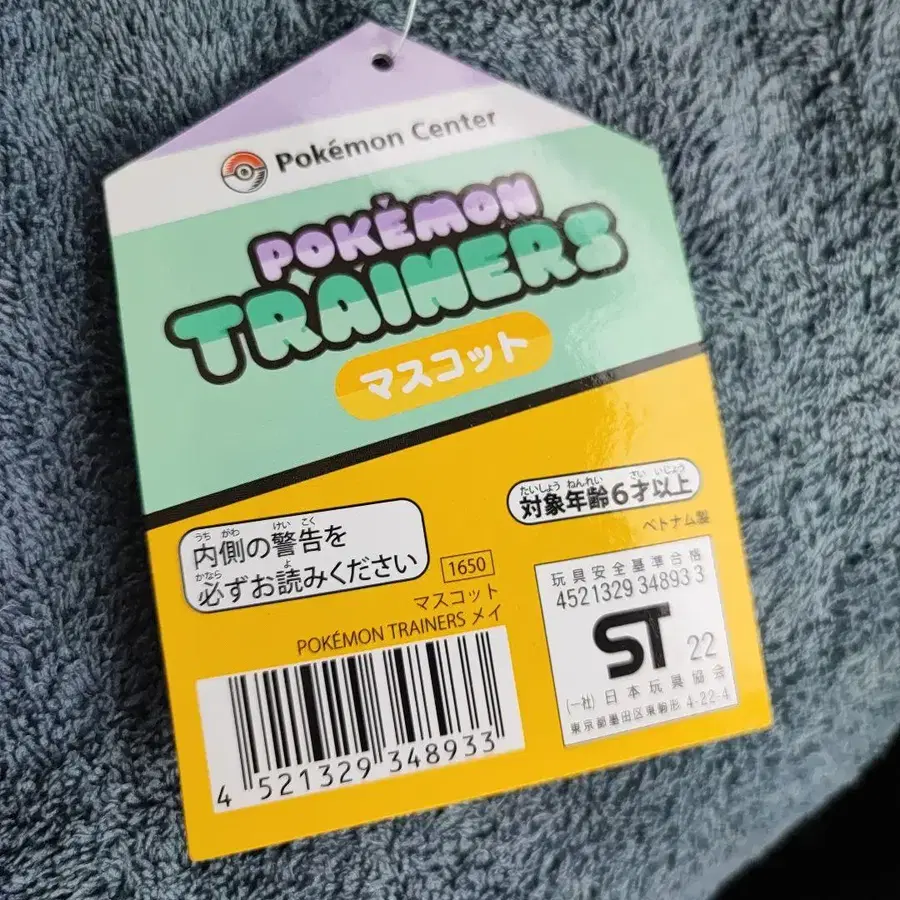 Pokémon Center
POKÉMON
TRAINERS
マスコット
たいしょう ねんれい さい いじょう
対象年齢6才以上
ベトナム製
うち がわ けい こく
内側の警告を
かなら よ
必ずお読みください
1650
マスコット
POKÉMON TRAINERS メイ
4 521329 348933
玩具安全基準合格
4521329 34893 3
ST 22
(一社) 日本玩具協会
東京都墨田区東駒形 4-22-4